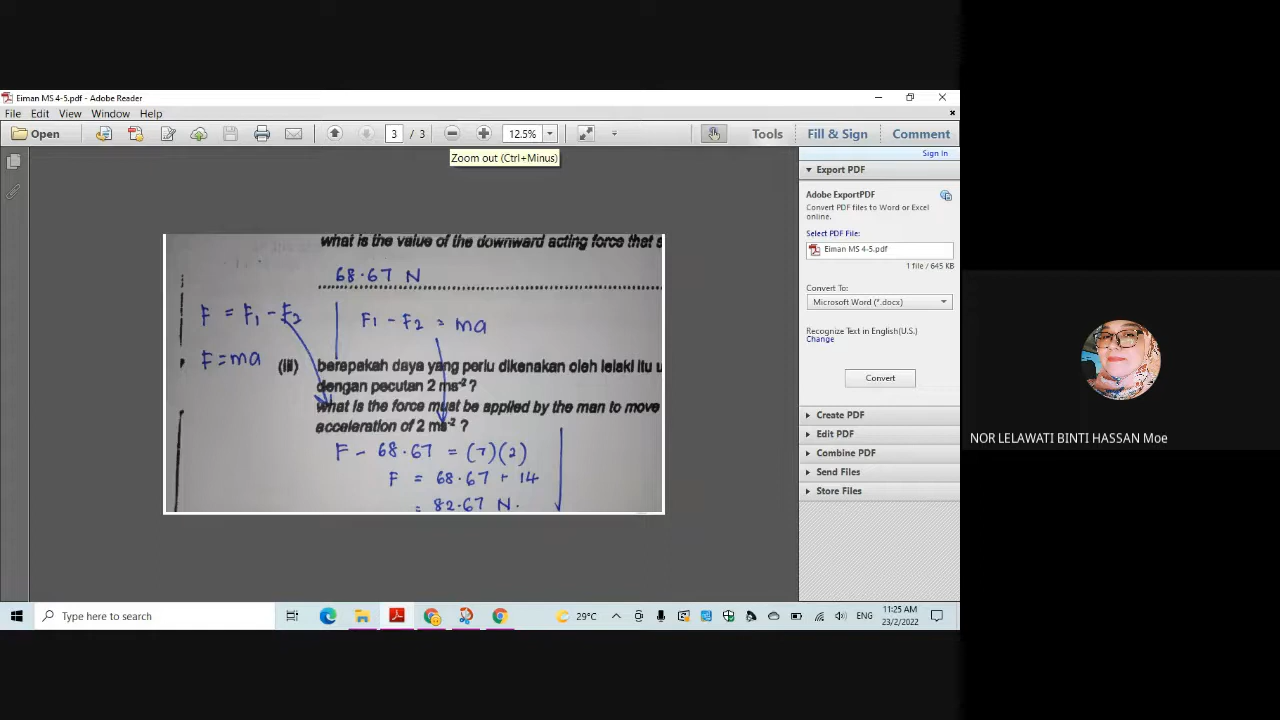 Eiman MS 4-5.pdf - Adobe Reader
File Edit View Window Help
Open 3 / 3 12.5% Tools Fill & Sign Comment
Zoom out (Ctrl+Minus)
Sign In
Export PDF
Adobe ExportPDF
Convert PDF files to Word or Excel
online.
Select PDF File:
Eiman MS 4-5.pdf
1 file / 645 KB
Convert To:
Microsoft Word (*.docx)
Recognize Text in English(U.S.)
Change
Convert
Create PDF
Edit PDF
Combine PDF
Send Files
Store Files
what is the value of the downward acting force that
68.67 N
F = F1 - F2
F1 - F2 = ma
F = ma
(iii) berapakah daya yang perlu dikenakan oleh lelaki itu u
dengan pecutan 2 ms-2 ?
what is the force must be applied by the man to move
acceleration of 2 ms-2 ?
F - 68.67 = (7)(2)
F = 68.67 + 14
= 82.67 N.
NOR LELAWATI BINTI HASSAN Moe
Type here to search
29°C
ENG
11:25 AM
23/2/2022